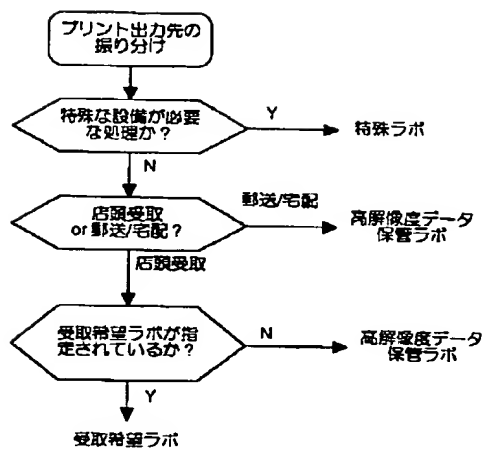 プリント出力先の
振り分け
特殊な設備が必要
な処理か？
Y
特殊ラボ
N
店頭受取
or 郵送/宅配？
郵送/宅配
高解像度データ
保管ラボ
店頭受取
受取希望ラボが指
定されているか？
N
高解像度データ
保管ラボ
Y
受取希望ラボ